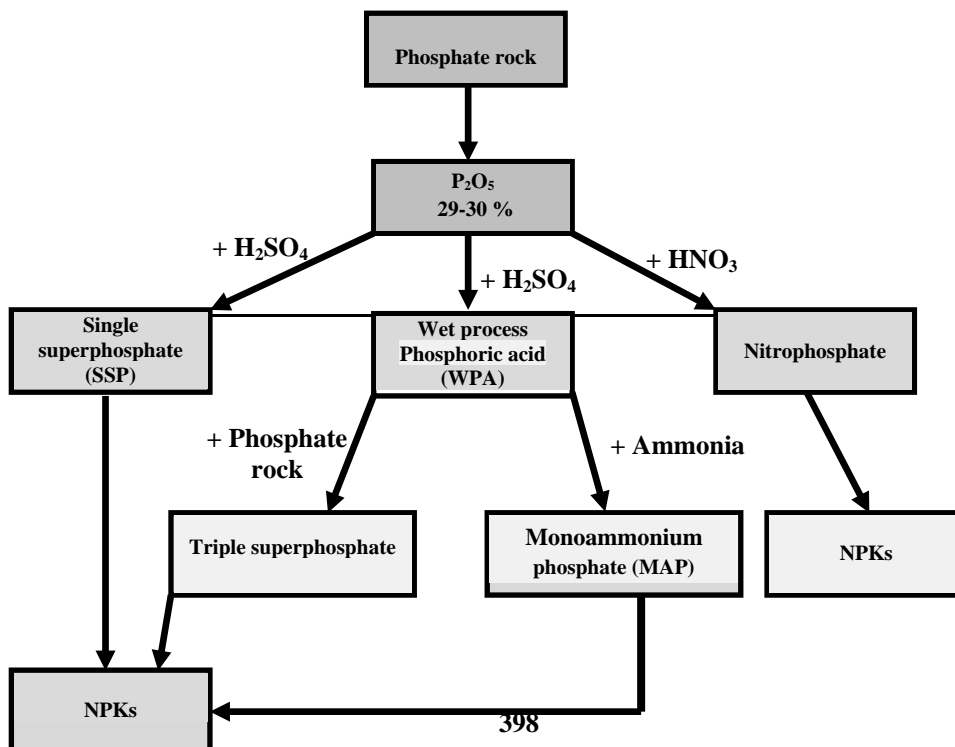 Phosphate rock
P₂O₅
29-30 %
+ H₂SO₄
+ H₂SO₄
+ HNO₃
Single
superphosphate
(SSP)
Wet process
Phosphoric acid
(WPA)
Nitrophosphate
+ Phosphate
rock
+ Ammonia
Triple superphosphate
Monoammonium
phosphate (MAP)
NPKs
NPKs
398